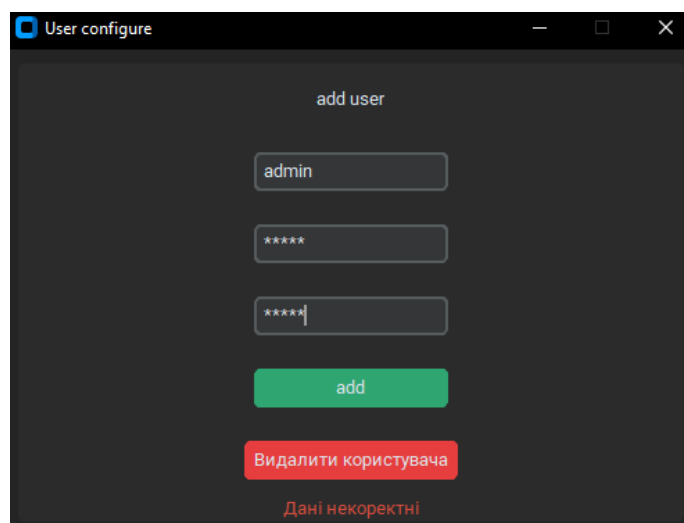 User configure
add user
admin
*****
*****
add
Видалити користувача
Дані некоректні